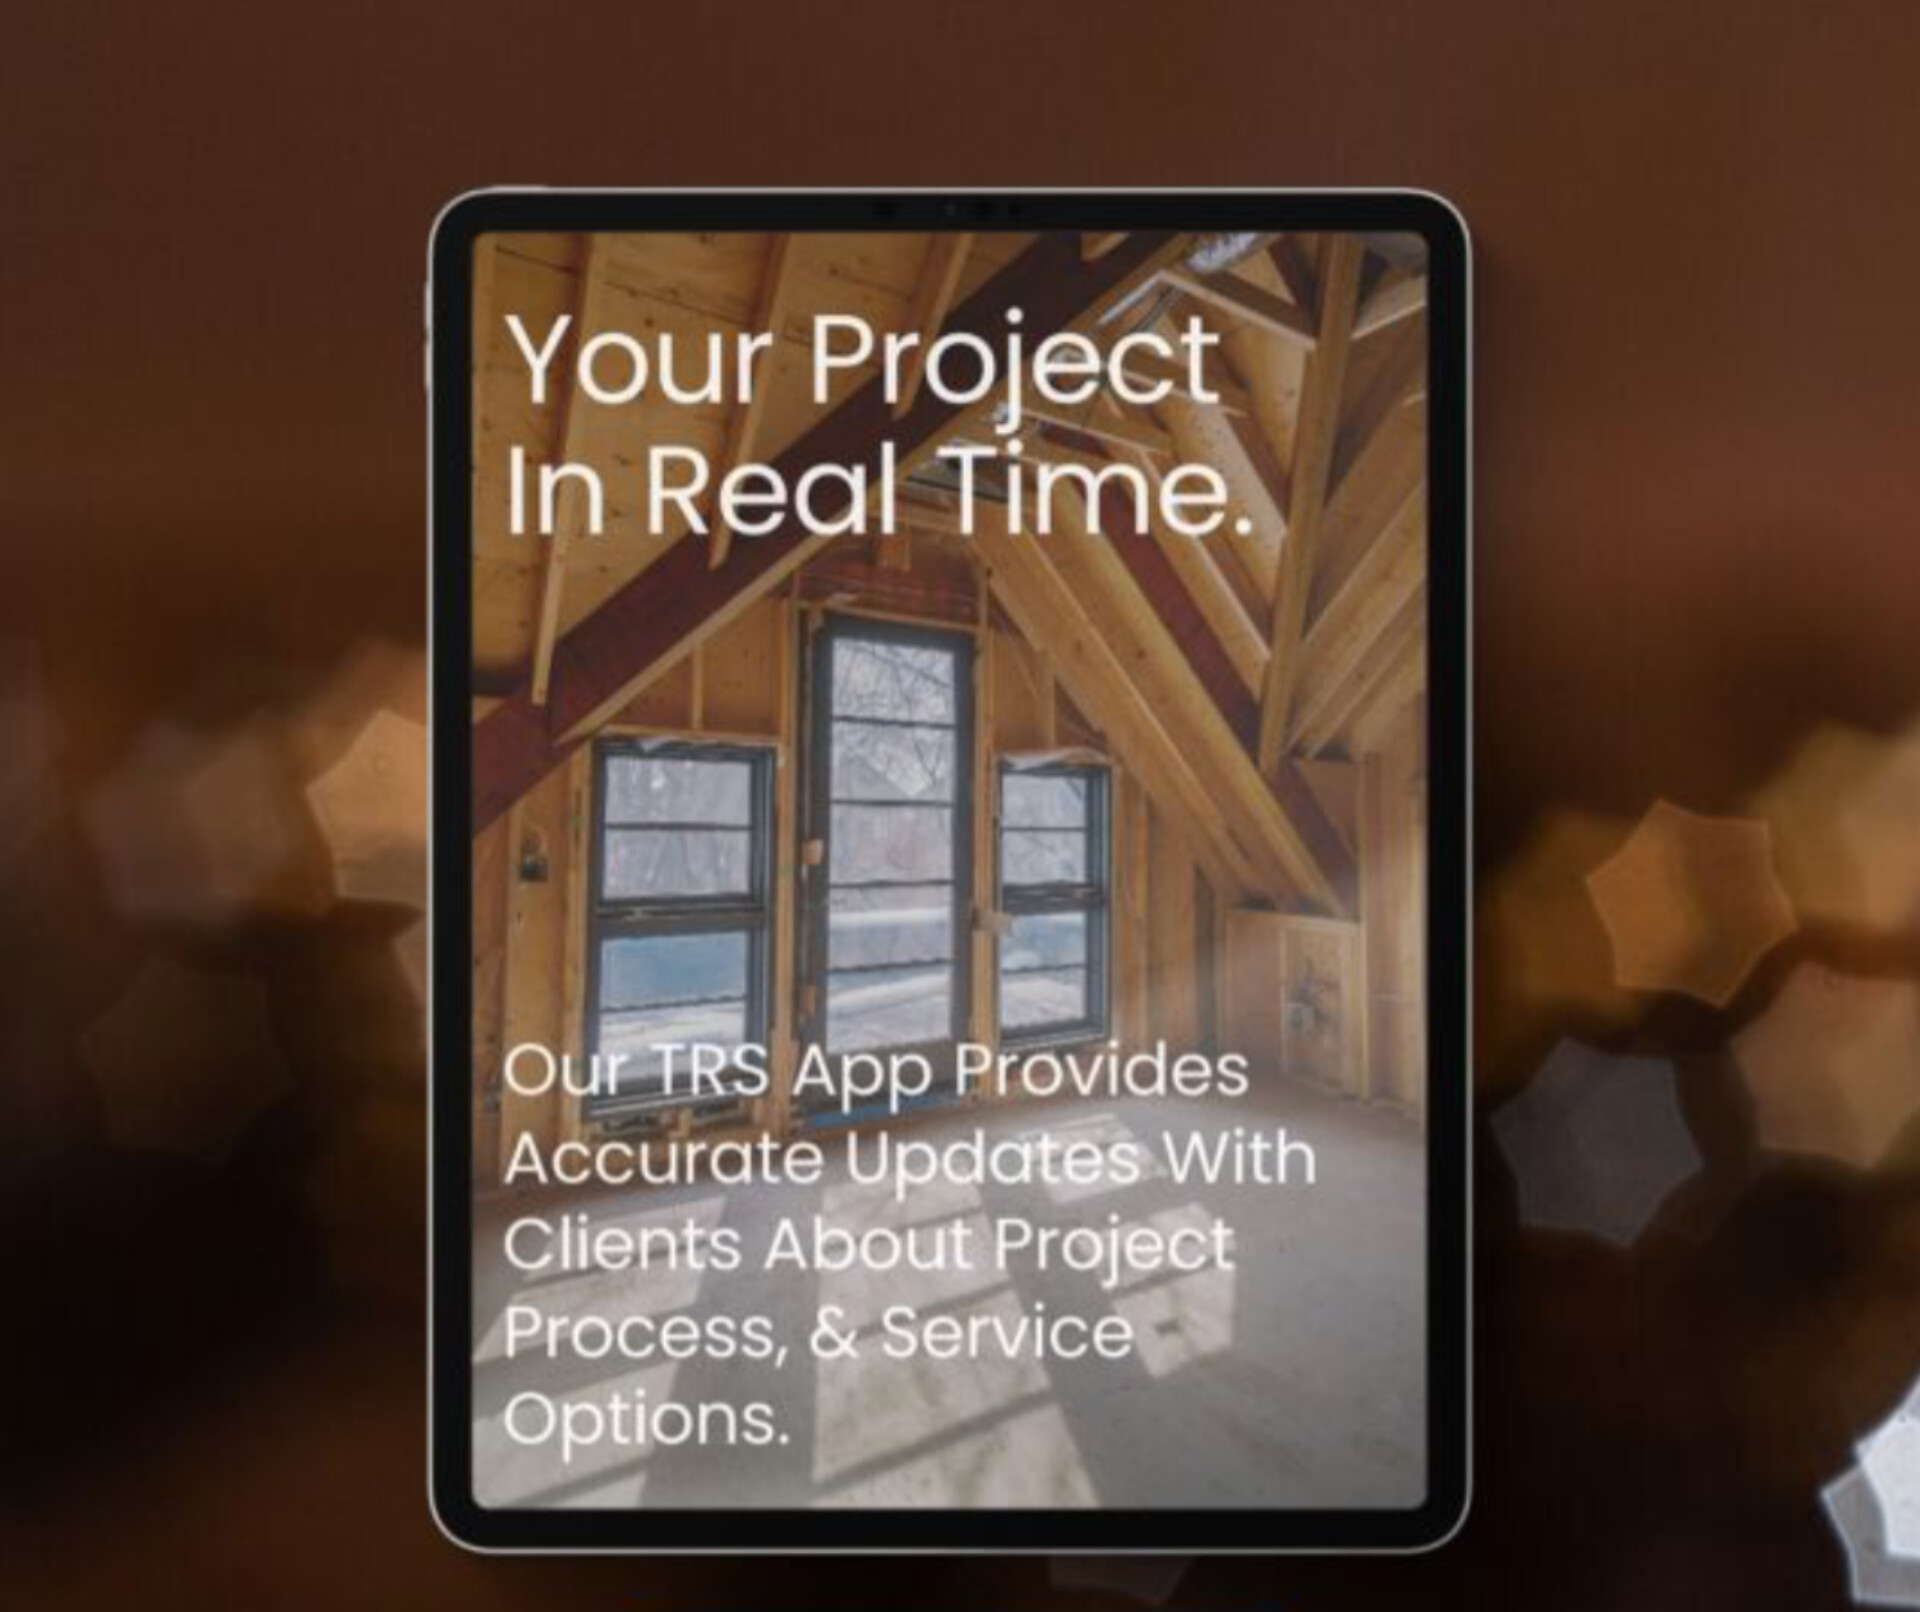 Your Project
In Real Time.
Our TRS App Provides
Accurate Updates With
Clients About Project
Process, & Service
Options.